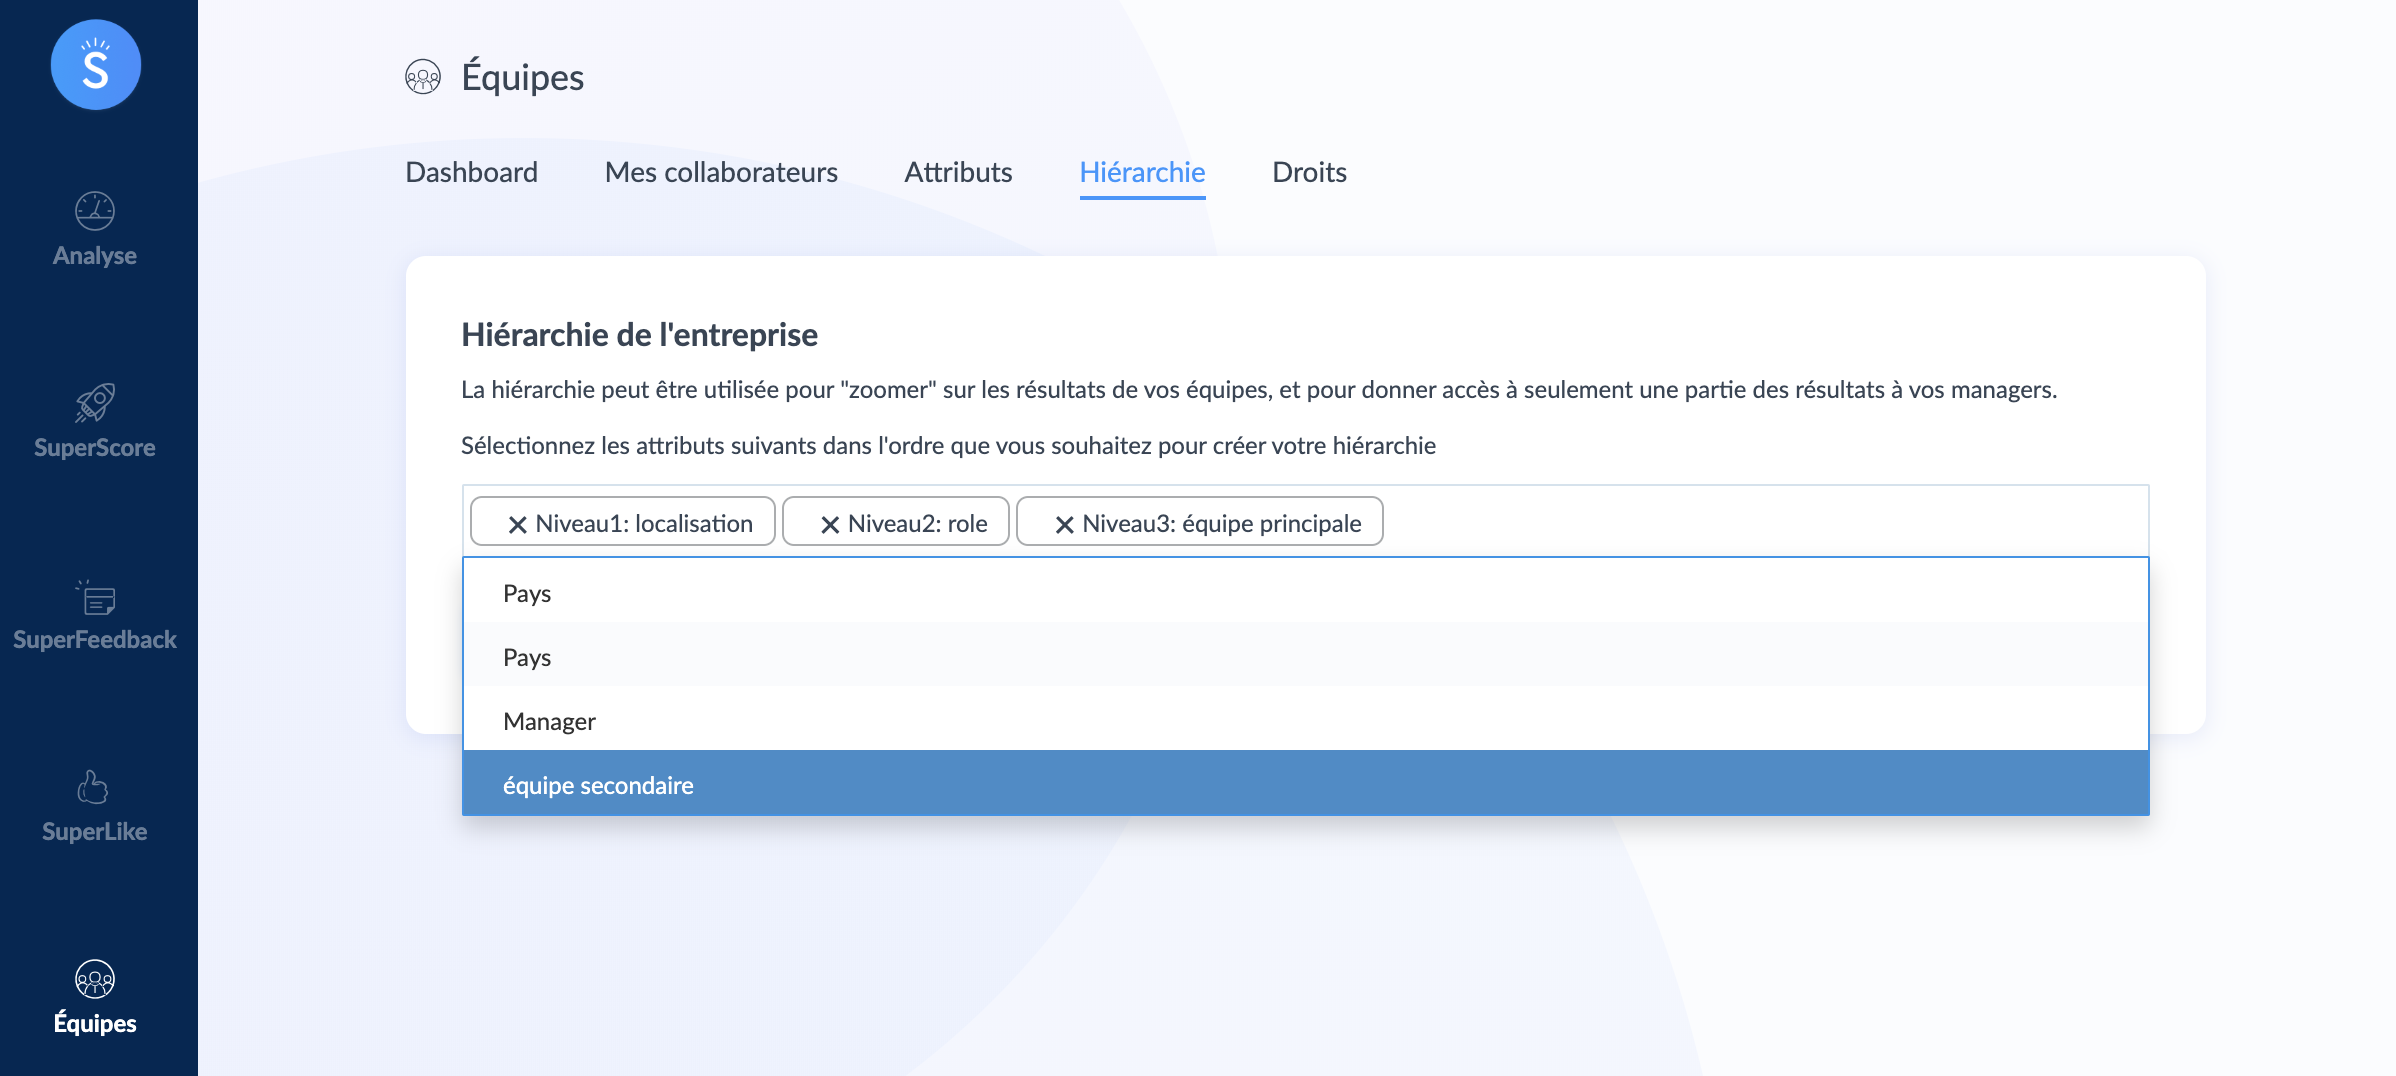 S
Équipes
Dashboard Mes collaborateurs Attributs Hiérarchie Droits
Analyse
SuperScore
SuperFeedback
SuperLike
Équipes
Hiérarchie de l'entreprise
La hiérarchie peut être utilisée pour "zoomer" sur les résultats de vos équipes, et pour donner accès à seulement une partie des résultats à vos managers.
Sélectionnez les attributs suivants dans l'ordre que vous souhaitez pour créer votre hiérarchie
× Niveau1: localisation × Niveau2: role × Niveau3: équipe principale
Pays
Pays
Manager
équipe secondaire